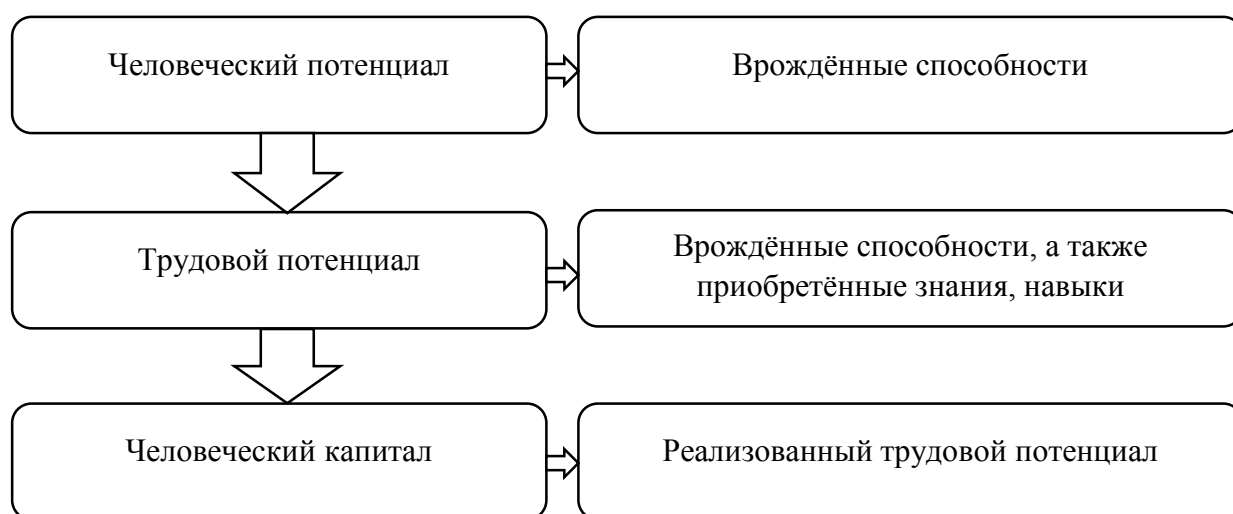 Человеческий потенциал
Врождённые способности
Трудовой потенциал
Врождённые способности, а также
приобретённые знания, навыки
Человеческий капитал
Реализованный трудовой потенциал